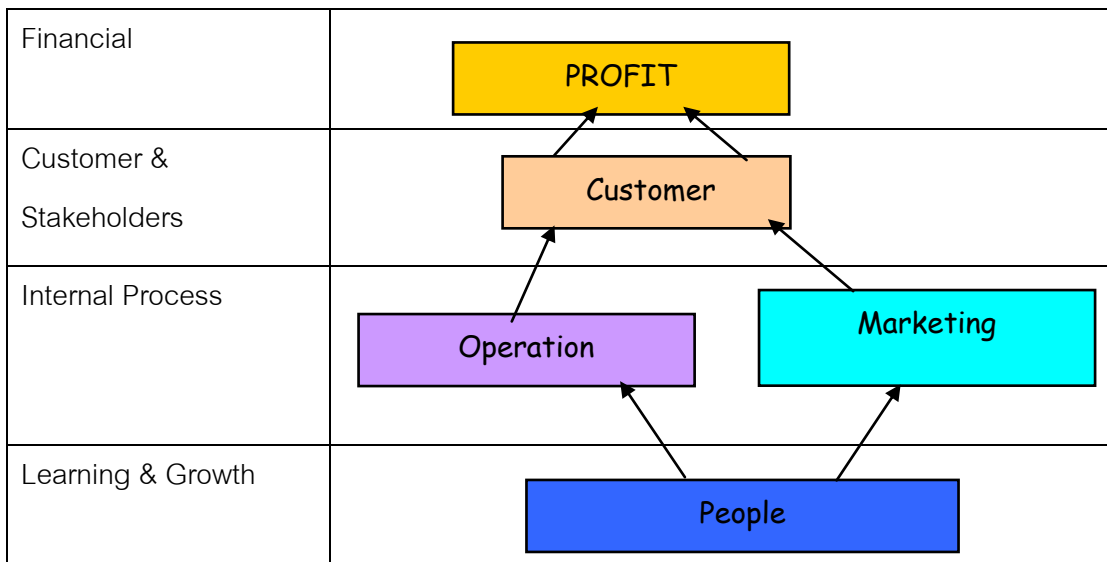 Financial
PROFIT
Customer &
Stakeholders
Customer
Internal Process
Operation
Marketing
Learning & Growth
People